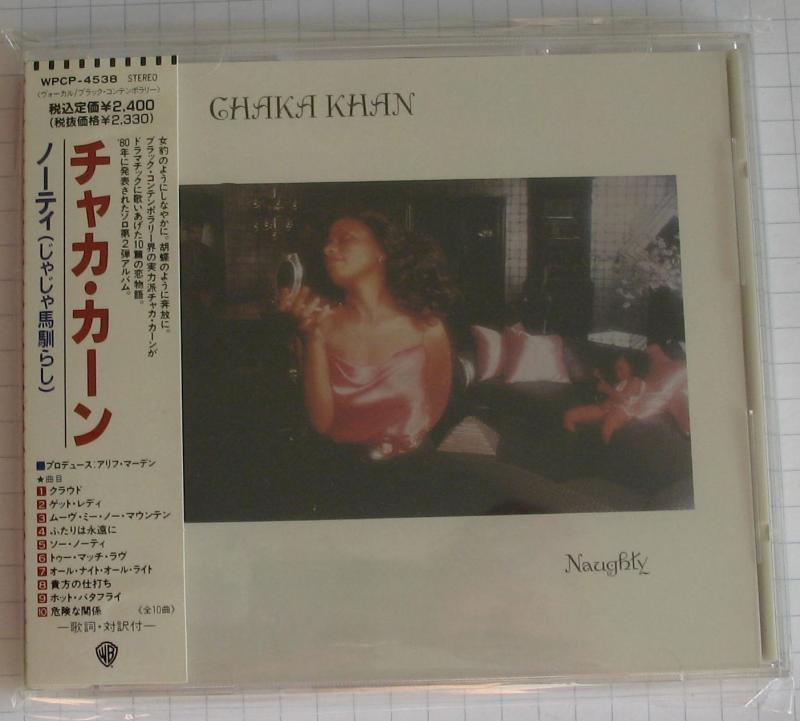 WPCP-4538 STEREO
(ヴォーカル/ブラック・コンテンポラリー)
税込定価¥2,400
(税抜価格¥2,330)
女豹のようにしなやかに。胡蝶のように奔放に。
ブラック・コンテンポラリー界の実力派チャカ・カーンが
ドラマチックに歌いあげた10篇の恋物語。
'80年に発表されたソロ第2弾アルバム。
チャカ・カーン
ノーティ(じゃじゃ馬馴らし)
■プロデュース:アリフ・マーデン
★曲目
1 クラウド
2 ゲット・レディ
3 ムーヴ・ミー・ノー・マウンテン
4 ふたりは永遠に
5 ソー・ノーティ
6 トゥー・マッチ・ラヴ
7 オール・ナイト・オール・ライト
8 貴方の仕打ち
9 ホット・バタフライ
10 危険な関係 《全10曲》
—歌詞・対訳付—
WB
CHAKA KHAN
Naughty